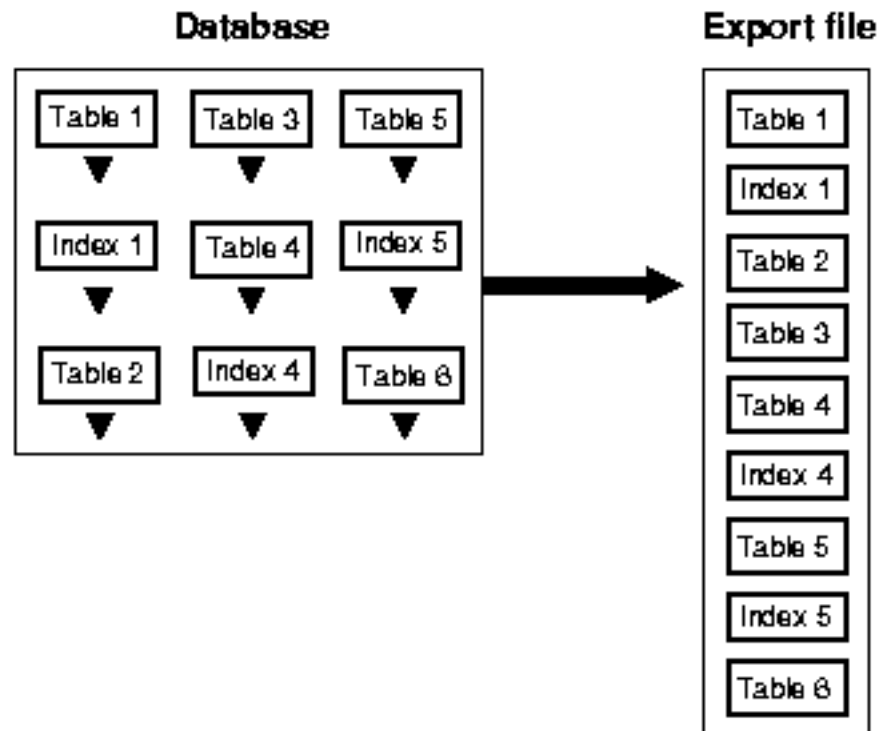 Database
Export file
Table 1
Table 3
Table 5
Index 1
Table 4
Index 5
Table 2
Index 4
Table 6
Table 1
Index 1
Table 2
Table 3
Table 4
Index 4
Table 5
Index 5
Table 6